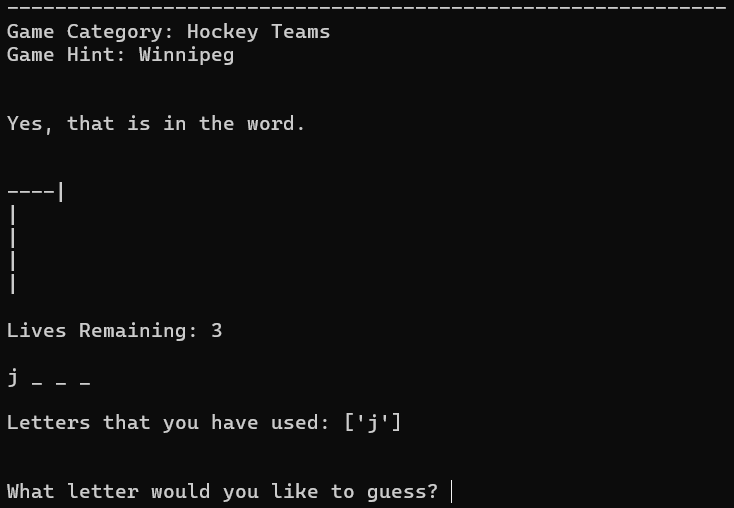 ------------------------------------------------------------
Game Category: Hockey Teams
Game Hint: Winnipeg
Yes, that is in the word.
----|
|
|
|
|
Lives Remaining: 3
j _ _ _
Letters that you have used: ['j']
What letter would you like to guess?